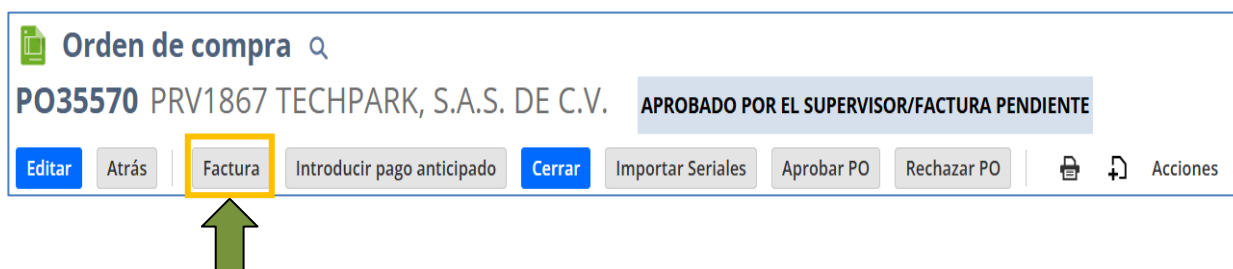 Orden de compra
PO35570 PRV1867 TECHPARK, S.A.S. DE C.V. APROBADO POR EL SUPERVISOR/FACTURA PENDIENTE
Editar Atrás Factura Introducir pago anticipado Cerrar Importar Seriales Aprobar PO Rechazar PO Acciones